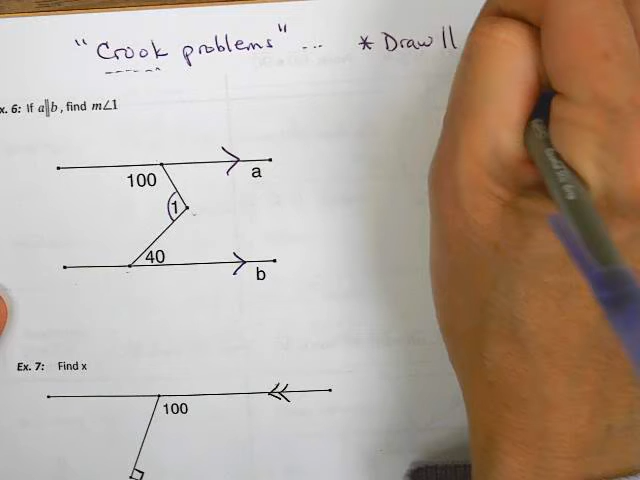 "Crook problems" ... * Draw ||
x. 6: If a||b, find m∠1
100
a
1
40
b
Ex. 7: Find x
100